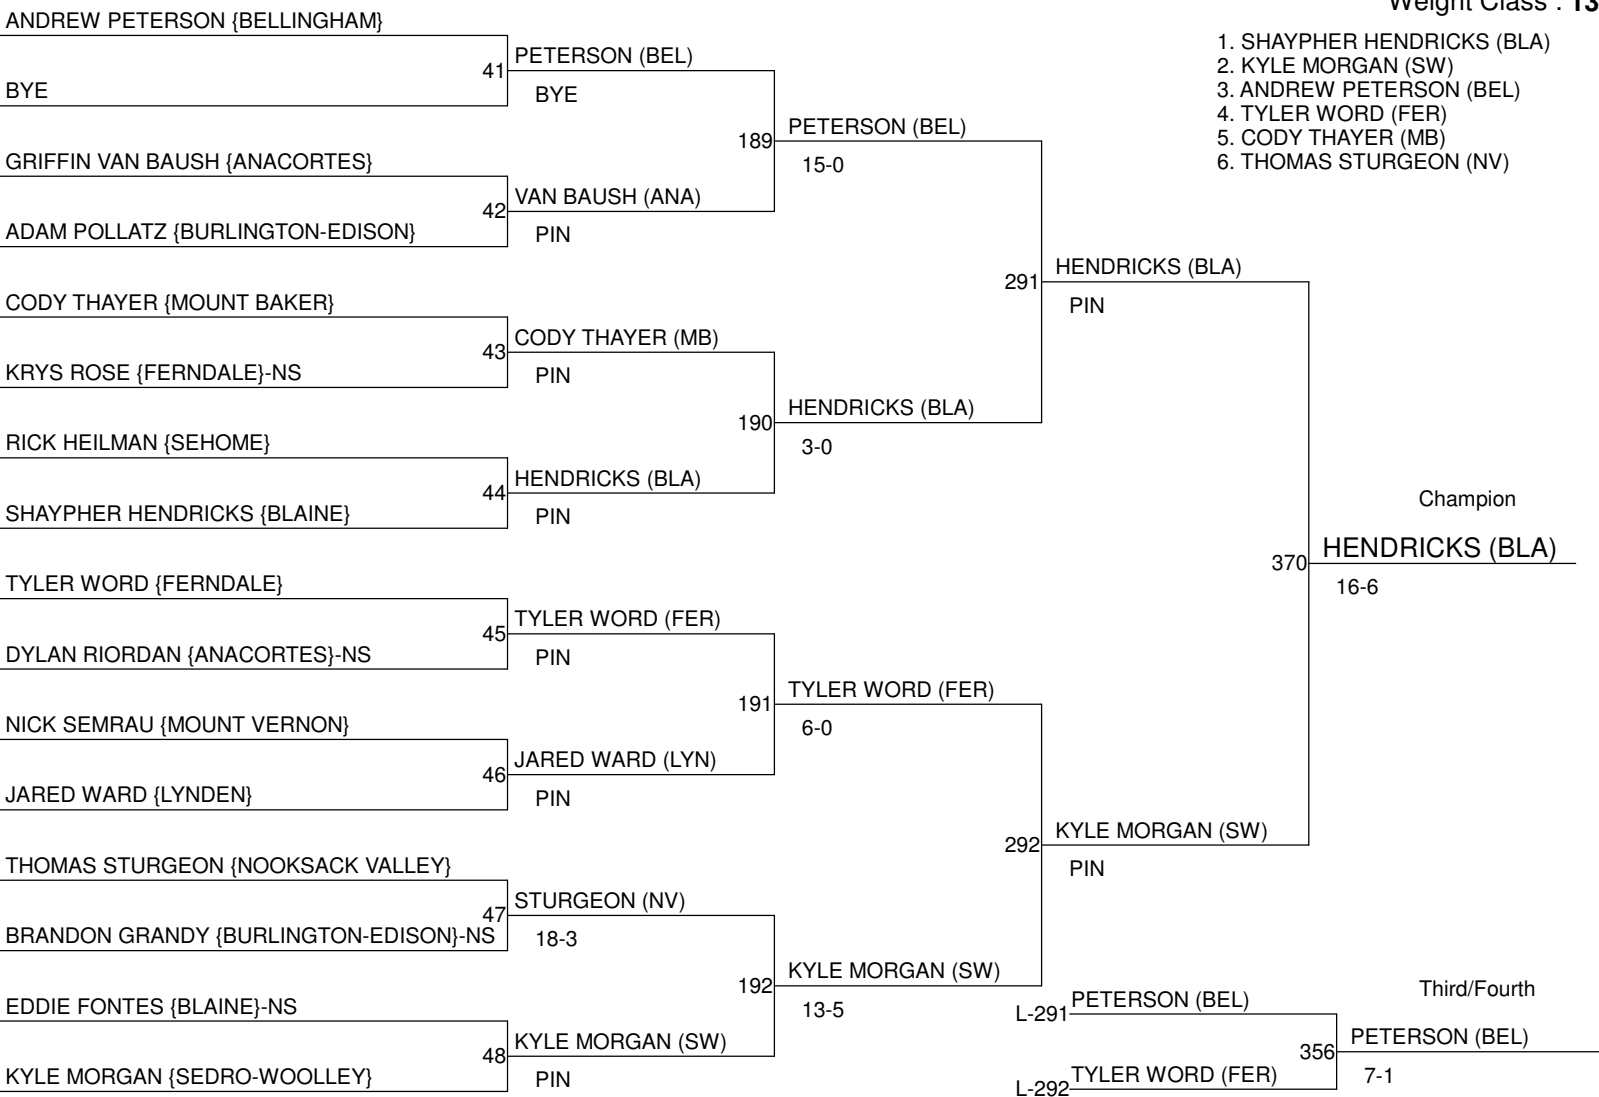 Weight Class : 13
1. SHAYPHER HENDRICKS (BLA)
2. KYLE MORGAN (SW)
3. ANDREW PETERSON (BEL)
4. TYLER WORD (FER)
5. CODY THAYER (MB)
6. THOMAS STURGEON (NV)
ANDREW PETERSON {BELLINGHAM}
41
BYE
PETERSON (BEL)
BYE
189
GRIFFIN VAN BAUSH {ANACORTES}
42
ADAM POLLATZ {BURLINGTON-EDISON}
VAN BAUSH (ANA)
PIN
PETERSON (BEL)
15-0
291
CODY THAYER {MOUNT BAKER}
43
KRYS ROSE {FERNDALE}-NS
CODY THAYER (MB)
PIN
190
RICK HEILMAN {SEHOME}
44
SHAYPHER HENDRICKS {BLAINE}
HENDRICKS (BLA)
PIN
HENDRICKS (BLA)
3-0
HENDRICKS (BLA)
PIN
370
Champion
HENDRICKS (BLA)
16-6
TYLER WORD {FERNDALE}
45
DYLAN RIORDAN {ANACORTES}-NS
TYLER WORD (FER)
PIN
191
NICK SEMRAU {MOUNT VERNON}
46
JARED WARD {LYNDEN}
JARED WARD (LYN)
PIN
TYLER WORD (FER)
6-0
292
THOMAS STURGEON {NOOKSACK VALLEY}
47
BRANDON GRANDY {BURLINGTON-EDISON}-NS
STURGEON (NV)
18-3
192
EDDIE FONTES {BLAINE}-NS
48
KYLE MORGAN {SEDRO-WOOLLEY}
KYLE MORGAN (SW)
PIN
KYLE MORGAN (SW)
13-5
KYLE MORGAN (SW)
PIN
Third/Fourth
L-291 PETERSON (BEL)
356
L-292 TYLER WORD (FER)
PETERSON (BEL)
7-1